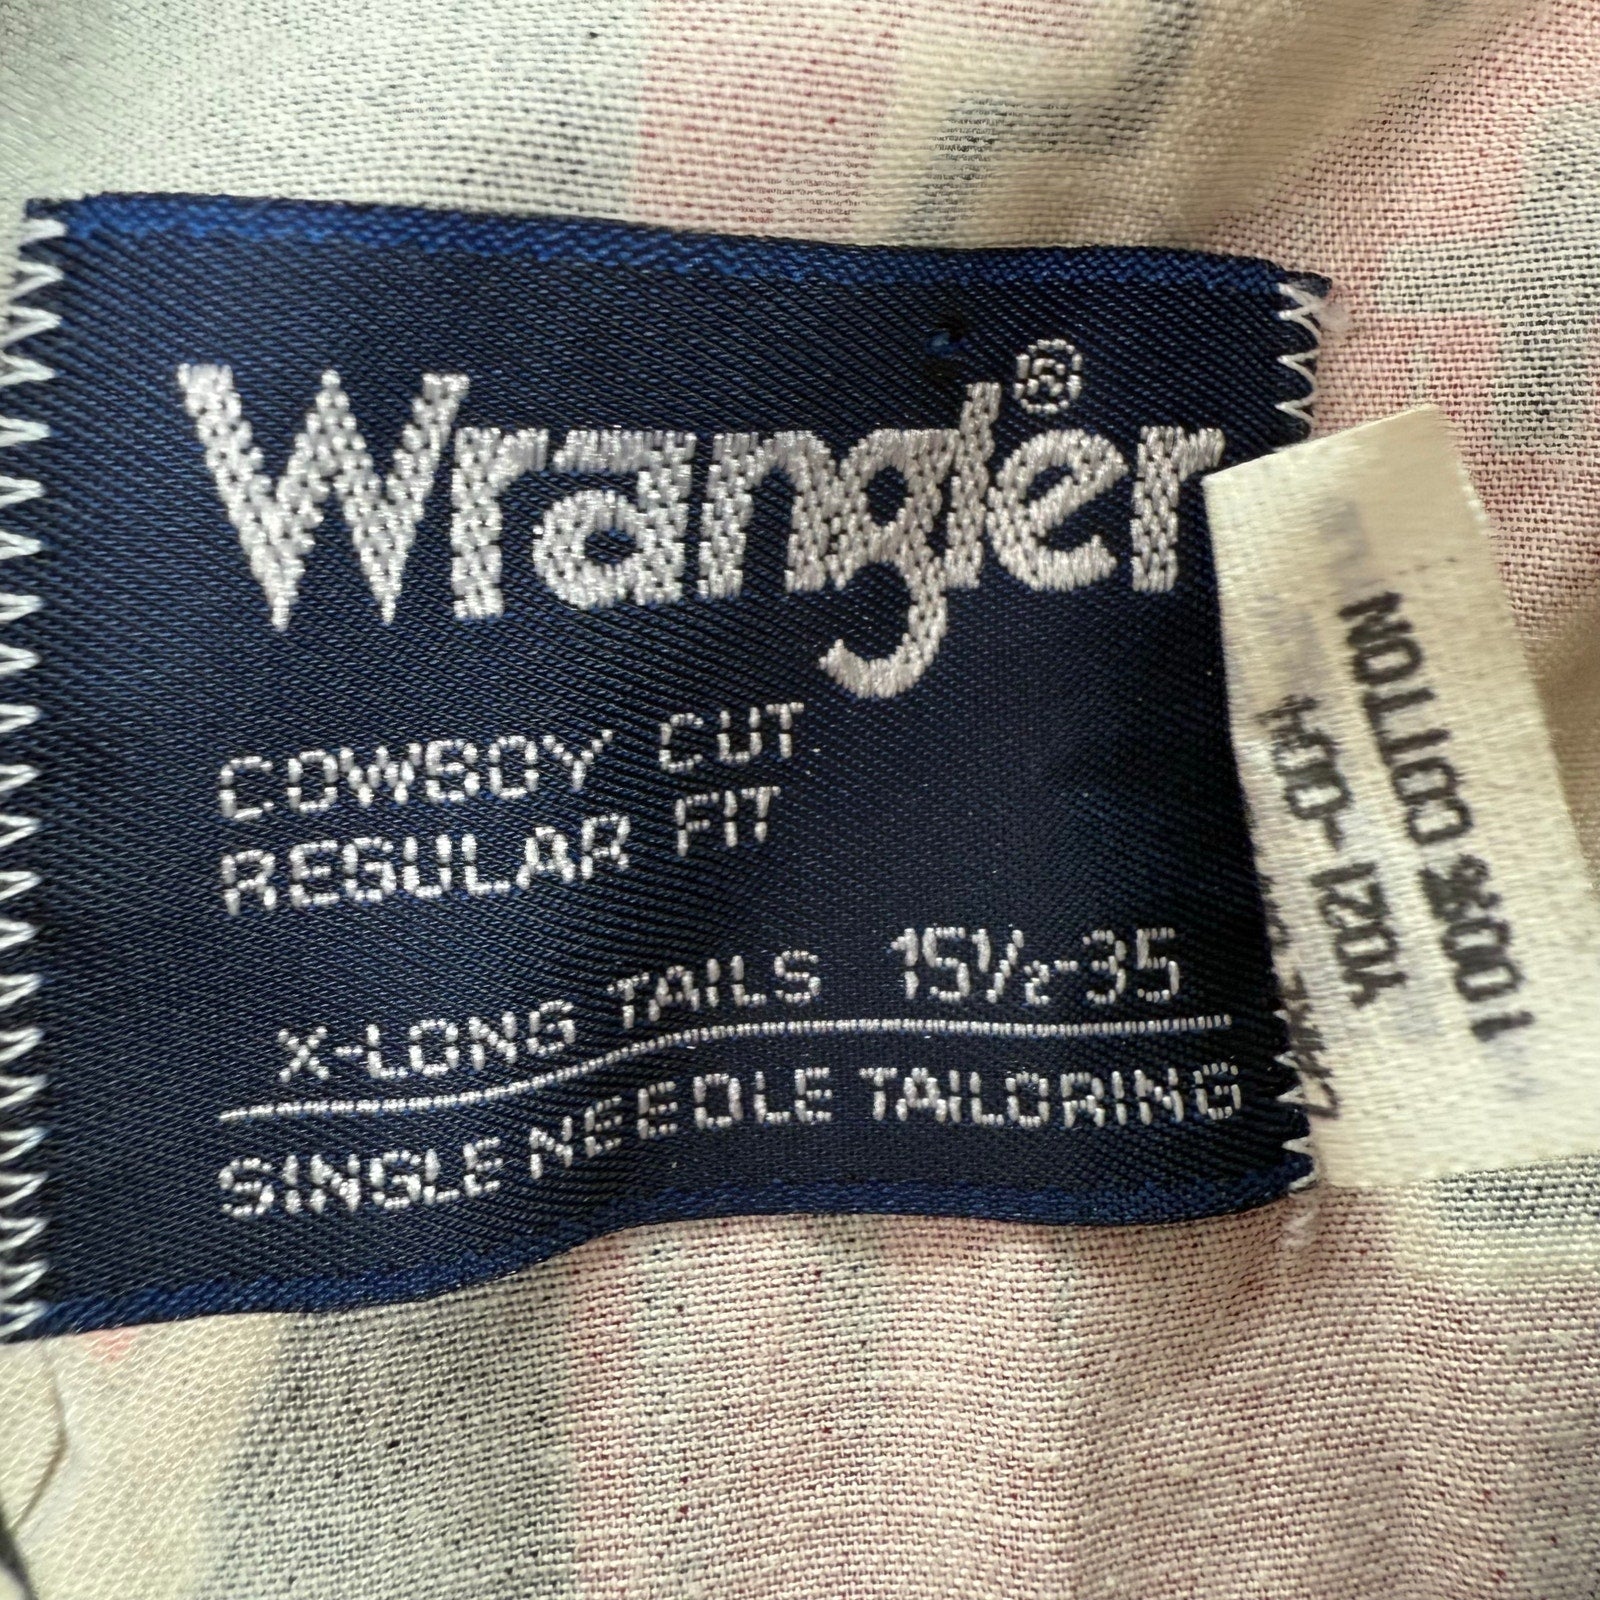 Wrangler®
COWBOY CUT
REGULAR FIT
X-LONG TAILS 15½-35
SINGLE NEEDLE TAILORING
100% COTTON